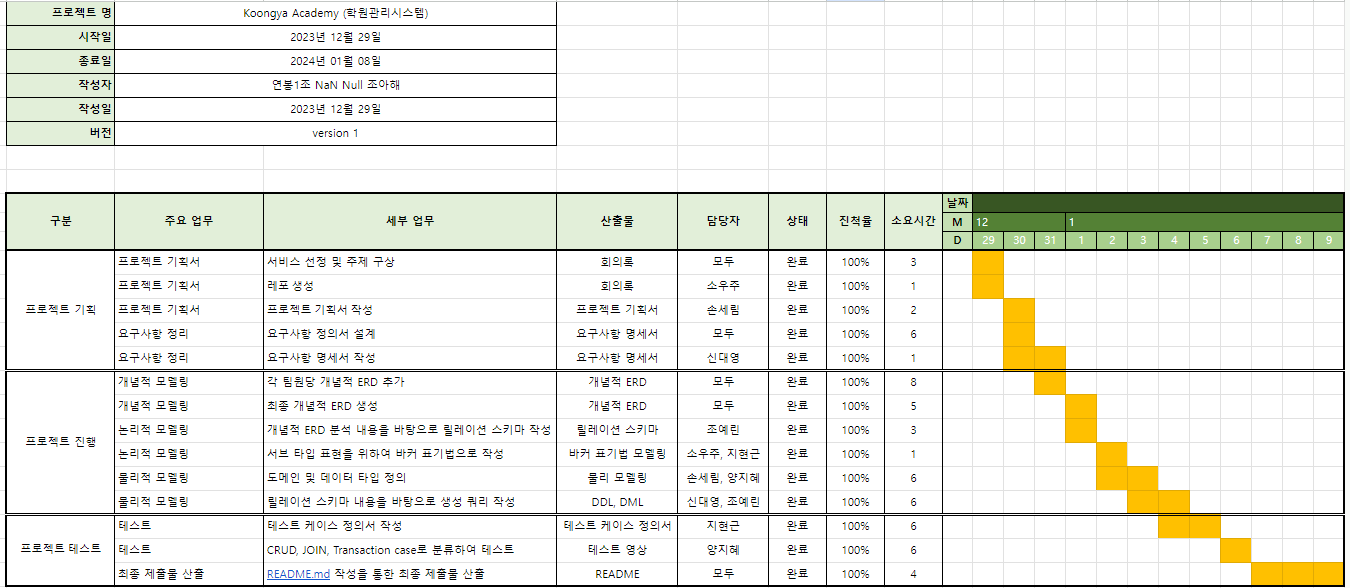 프로젝트 명 Koongya Academy (학원관리시스템)
시작일 2023년 12월 29일
종료일 2024년 01월 08일
작성자 연봉1조 NaN Null 조아해
작성일 2023년 12월 29일
버전 version 1
구분 주요 업무 세부 업무 산출물 담당자 상태 진척율 소요시간 날짜
M 12 1
D 29 30 31 1 2 3 4 5 6 7 8 9
프로젝트 기획
프로젝트 기획서 서비스 선정 및 주제 구상 회의록 모두 완료 100% 3
프로젝트 기획서 레포 생성 회의록 소우주 완료 100% 1
프로젝트 기획서 프로젝트 기획서 작성 프로젝트 기획서 손세림 완료 100% 2
요구사항 정리 요구사항 정의서 설계 요구사항 명세서 모두 완료 100% 6
요구사항 정리 요구사항 명세서 작성 요구사항 명세서 신대영 완료 100% 1
프로젝트 진행
개념적 모델링 각 팀원당 개념적 ERD 추가 개념적 ERD 모두 완료 100% 8
개념적 모델링 최종 개념적 ERD 생성 개념적 ERD 모두 완료 100% 5
논리적 모델링 개념적 ERD 분석 내용을 바탕으로 릴레이션 스키마 작성 릴레이션 스키마 조예린 완료 100% 3
논리적 모델링 서브 타입 표현을 위하여 바커 표기법으로 작성 바커 표기법 모델링 소우주, 지현근 완료 100% 1
물리적 모델링 도메인 및 데이터 타입 정의 물리 모델링 손세림, 양지혜 완료 100% 6
물리적 모델링 릴레이션 스키마 내용을 바탕으로 생성 쿼리 작성 DDL, DML 신대영, 조예린 완료 100% 6
프로젝트 테스트
테스트 테스트 케이스 정의서 작성 테스트 케이스 정의서 지현근 완료 100% 6
테스트 CRUD, JOIN, Transaction case로 분류하여 테스트 테스트 영상 양지혜 완료 100% 6
최종 제출물 산출 README.md 작성을 통한 최종 제출물 산출 README 모두 완료 100% 4